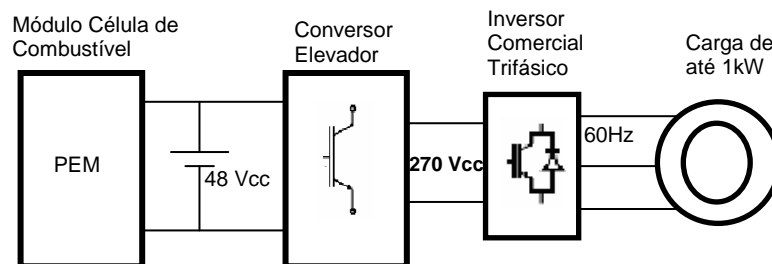 Módulo Célula de
Combustível
Conversor
Elevador
Inversor
Comercial
Trifásico
Carga de
até 1kW
PEM
48 Vcc
270 Vcc
60Hz